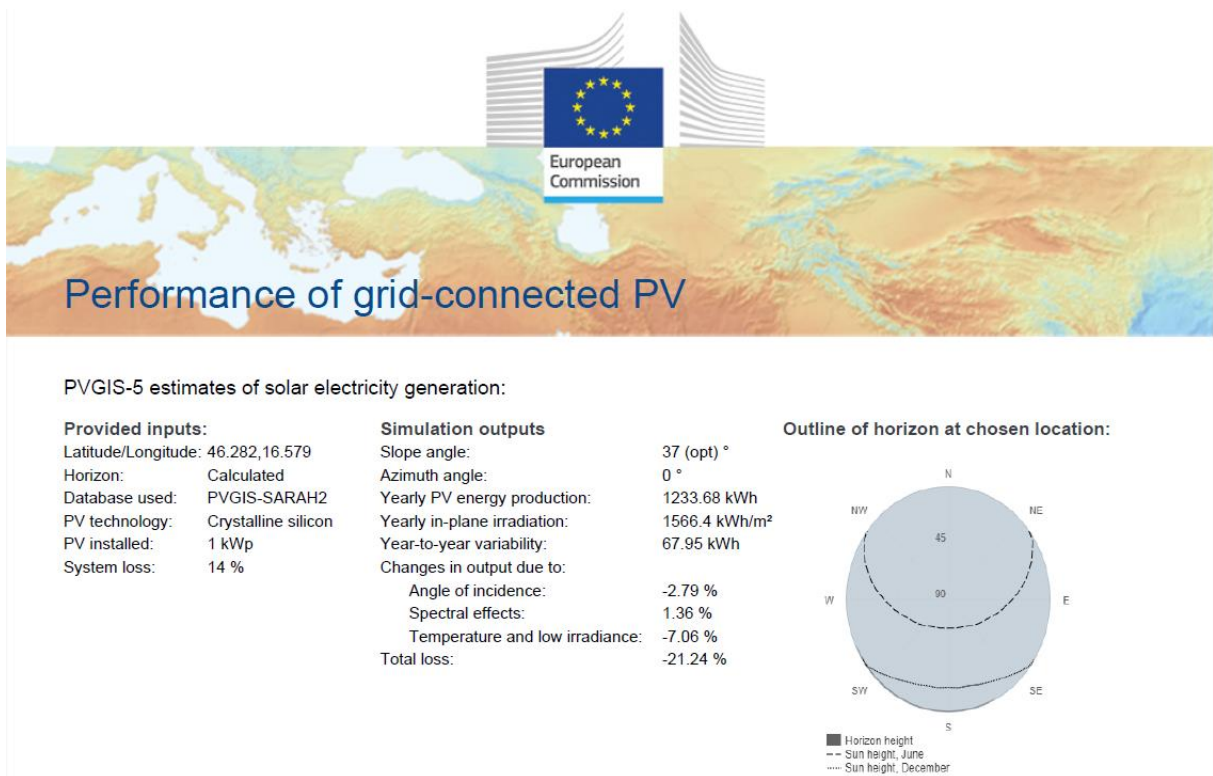 European
Commission
Performance of grid-connected PV
PVGIS-5 estimates of solar electricity generation:
Provided inputs:
Latitude/Longitude: 46.282,16.579
Horizon: Calculated
Database used: PVGIS-SARAH2
PV technology: Crystalline silicon
PV installed: 1 kWp
System loss: 14 %
Simulation outputs
Slope angle: 37 (opt) °
Azimuth angle: 0 °
Yearly PV energy production: 1233.68 kWh
Yearly in-plane irradiation: 1566.4 kWh/m²
Year-to-year variability: 67.95 kWh
Changes in output due to:
Angle of incidence: -2.79 %
Spectral effects: 1.36 %
Temperature and low irradiance: -7.06 %
Total loss: -21.24 %
Outline of horizon at chosen location:
N
NW NE
45
W 90 E
SW SE
S
Horizon height
Sun height, June
Sun height, December